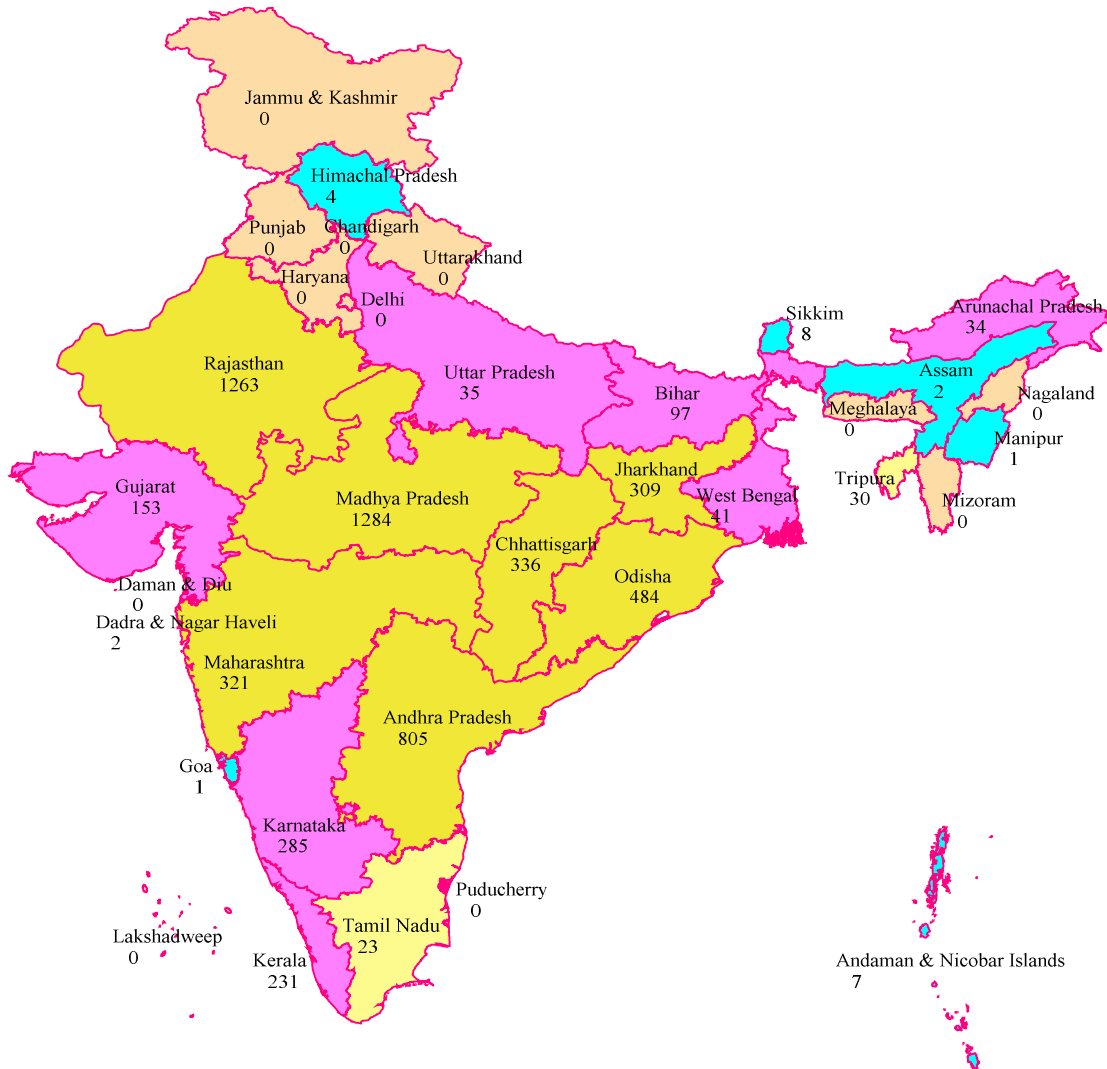 Jammu & Kashmir
0
Himachal Pradesh
4
Punjab
0
Chandigarh
0
Uttarakhand
0
Haryana
0
Delhi
0
Sikkim
8
Arunachal Pradesh
34
Rajasthan
1263
Uttar Pradesh
35
Bihar
97
Assam
2
Nagaland
0
Meghalaya
0
Manipur
1
Gujarat
153
Madhya Pradesh
1284
Jharkhand
309
West Bengal
41
Tripura
30
Mizoram
0
Chhattisgarh
336
Odisha
484
Daman & Diu
0
Dadra & Nagar Haveli
2
Maharashtra
321
Andhra Pradesh
805
Goa
1
Karnataka
285
Puducherry
0
Lakshadweep
0
Tamil Nadu
23
Kerala
231
Andaman & Nicobar Islands
7